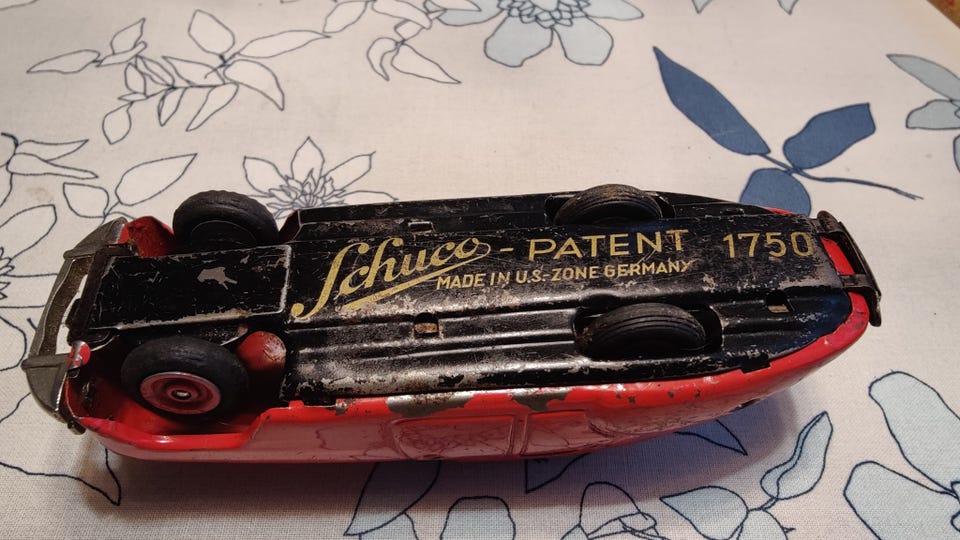 Schuco - PATENT 1750
MADE IN U.S.-ZONE GERMANY